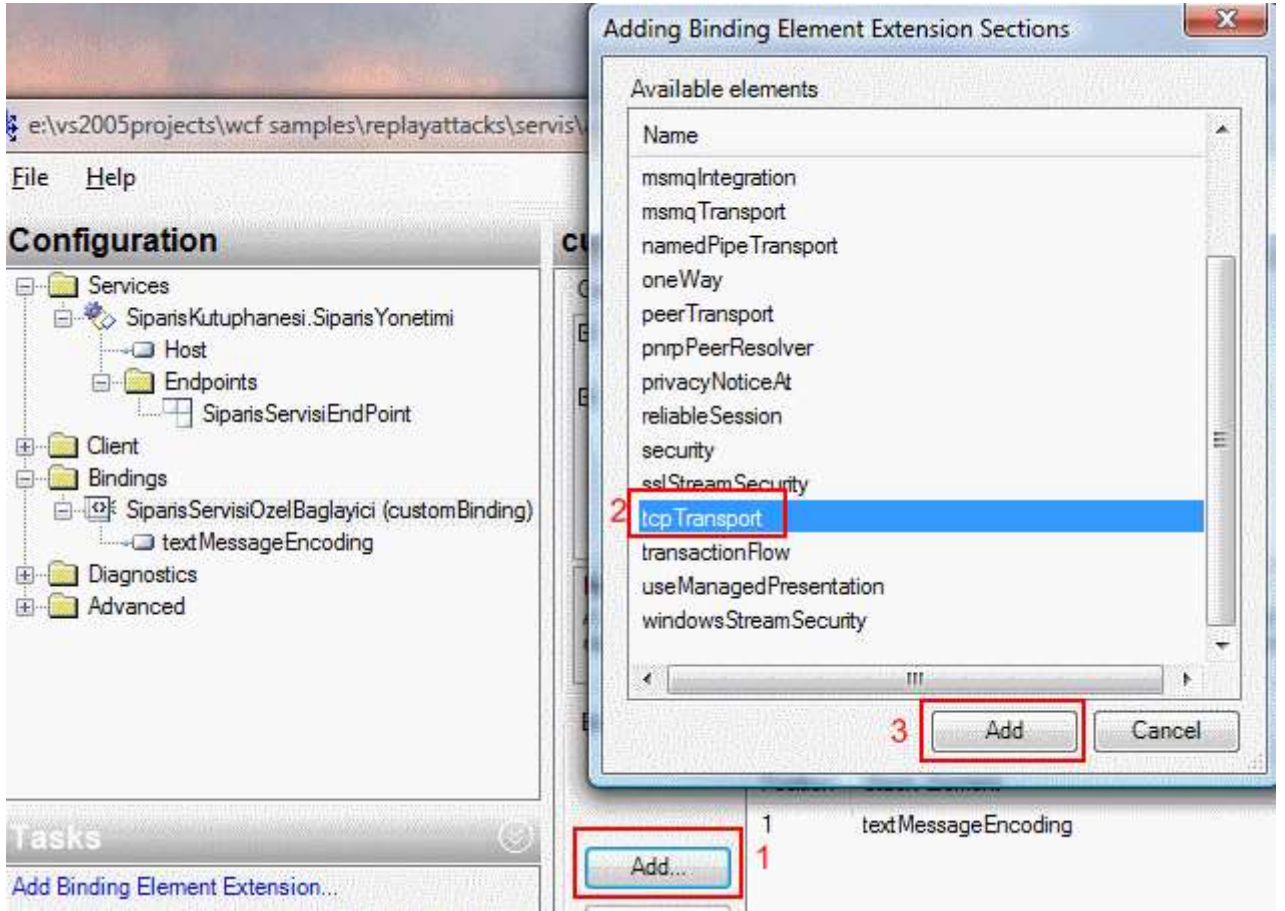 Adding Binding Element Extension Sections
Available elements
Name
msmqIntegration
msmqTransport
namedPipeTransport
oneWay
peerTransport
pnrpPeerResolver
privacyNoticeAt
reliableSession
security
sslStreamSecurity
2
tcpTransport
transactionFlow
useManagedPresentation
windowsStreamSecurity
3
Add
Cancel
e:\vs2005projects\wcf samples\replayattacks\servis\
File Help
Configuration
Services
SiparisKutuphanesi.SiparisYonetimi
Host
Endpoints
SiparisServisiEndPoint
Client
Bindings
SiparisServisiOzelBaglayici (customBinding)
textMessageEncoding
Diagnostics
Advanced
Tasks
Add Binding Element Extension...
1 textMessageEncoding
Add...
1